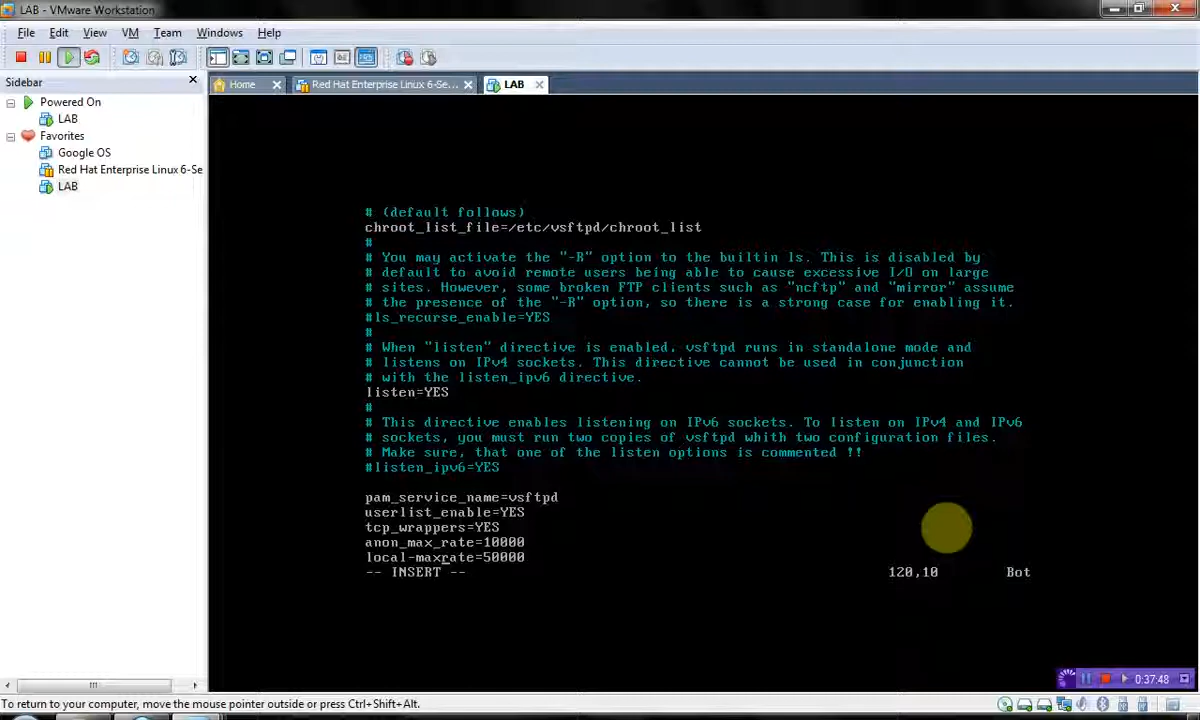 LAB - VMware Workstation
File Edit View VM Team Windows Help
Sidebar
Home
Red Hat Enterprise Linux 6-Se...
LAB
Powered On
LAB
Favorites
Google OS
Red Hat Enterprise Linux 6-Se
LAB
# (default follows)
chroot_list_file=/etc/vsftpd/chroot_list
#
# You may activate the "-R" option to the builtin ls. This is disabled by
# default to avoid remote users being able to cause excessive I/O on large
# sites. However, some broken FTP clients such as "ncftp" and "mirror" assume
# the presence of the "-R" option, so there is a strong case for enabling it.
#ls_recurse_enable=YES
#
# When "listen" directive is enabled, vsftpd runs in standalone mode and
# listens on IPv4 sockets. This directive cannot be used in conjunction
# with the listen_ipv6 directive.
listen=YES
#
# This directive enables listening on IPv6 sockets. To listen on IPv4 and IPv6
# sockets, you must run two copies of vsftpd whith two configuration files.
# Make sure, that one of the listen options is commented !!
#listen_ipv6=YES
pam_service_name=vsftpd
userlist_enable=YES
tcp_wrappers=YES
anon_max_rate=10000
local-maxrate=50000
-- INSERT -- 120,10 Bot
0:37:48
To return to your computer, move the mouse pointer outside or press Ctrl+Shift+Alt.